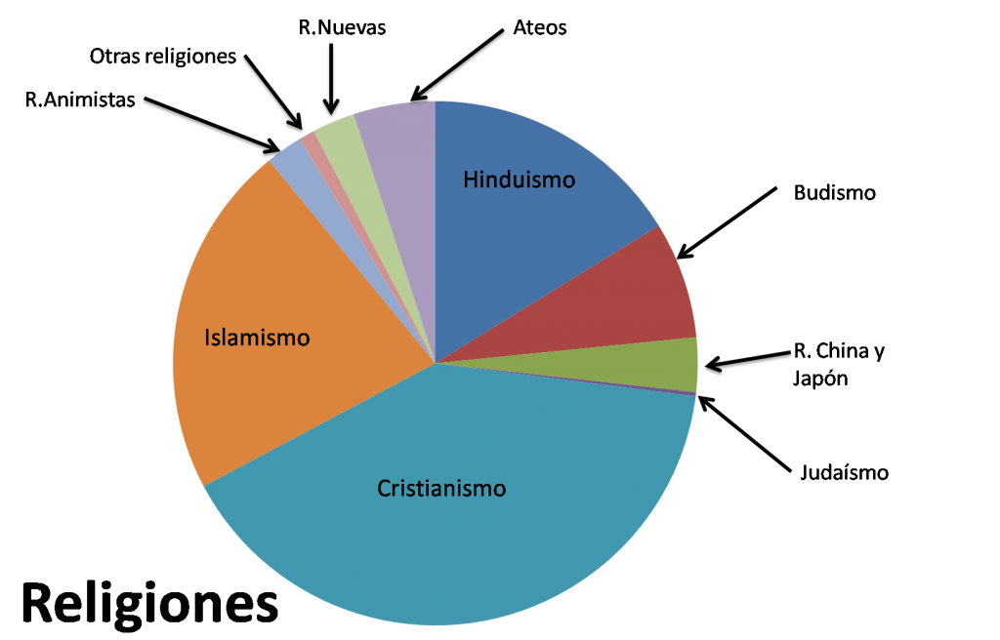 R.Nuevas
Ateos
Otras religiones
R.Animistas
Hinduismo
Budismo
Islamismo
R. China y
Japón
Judaísmo
Cristianismo
Religiones